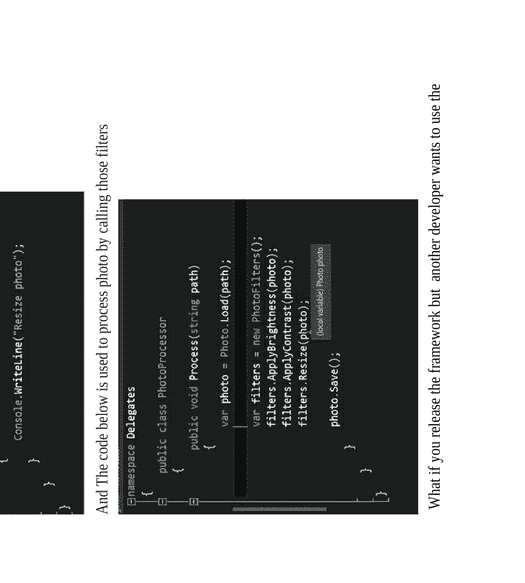 Console.WriteLine("Resize photo");
}
}
}
}
And The code below is used to process photo by calling those filters
namespace Delegates
{
public class PhotoProcessor
{
public void Process(string path)
{
var photo = Photo.Load(path);
var filters = new PhotoFilters();
filters.ApplyBrightness(photo);
filters.ApplyContrast(photo);
filters.Resize(photo);
(local variable) Photo photo
photo.Save();
}
}
}
What if you release the framework but another developer wants to use the